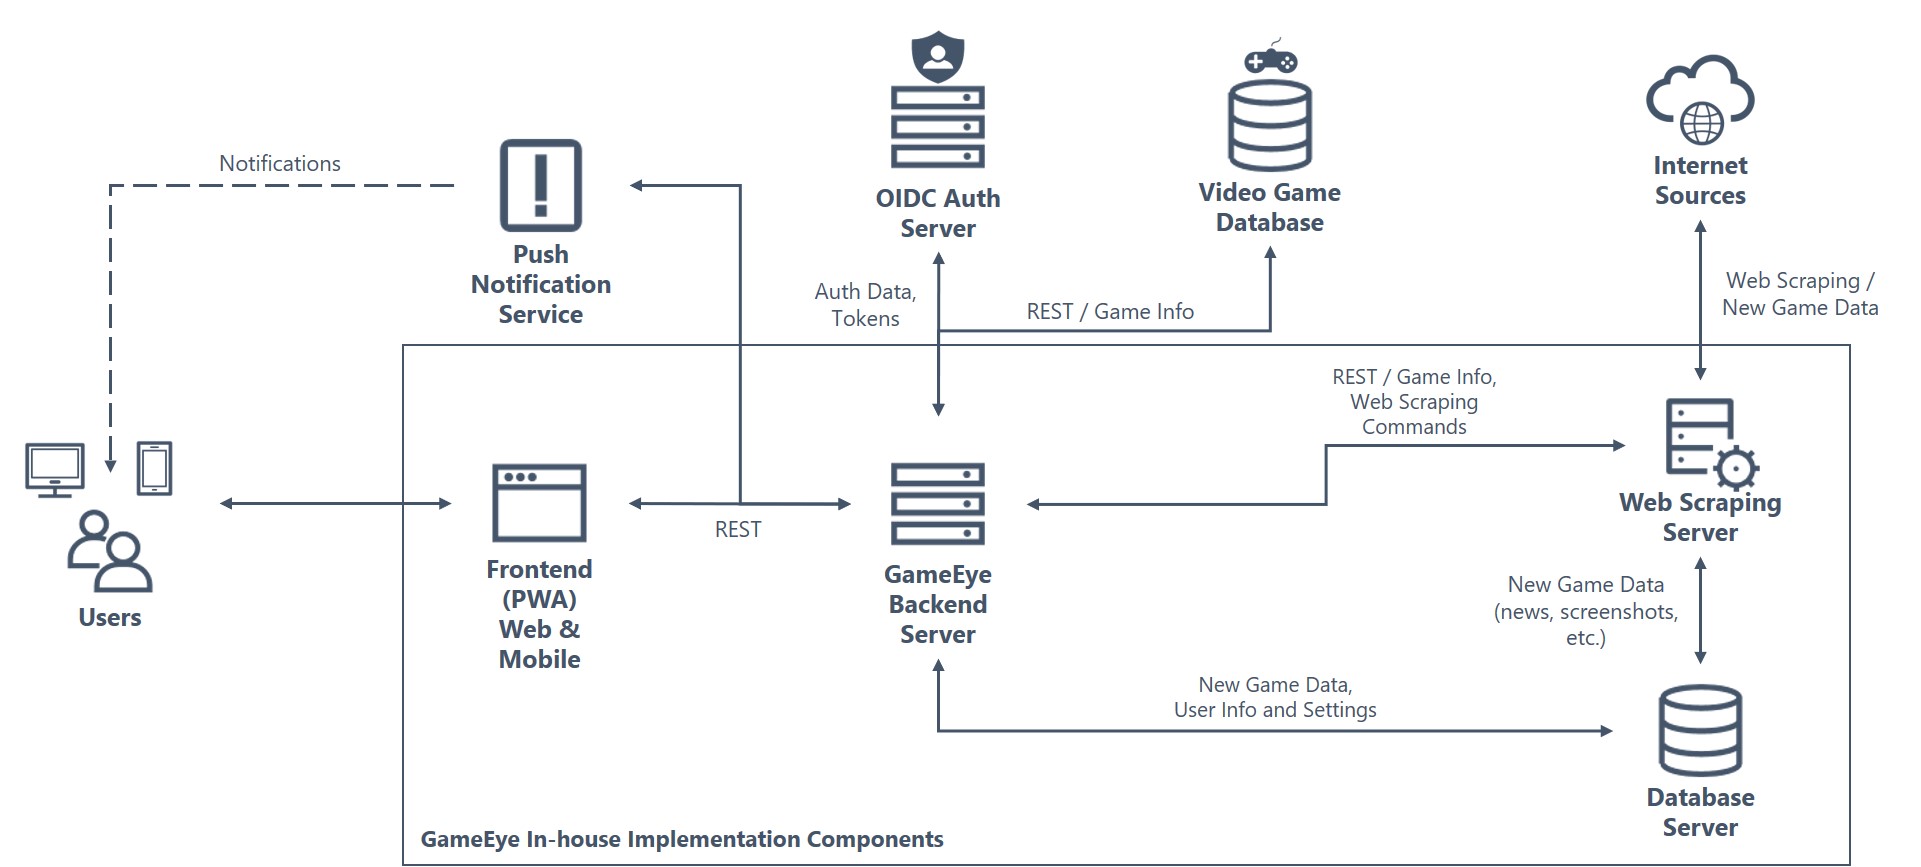 Notifications
Push
Notification
Service
OIDC Auth
Server
Video Game
Database
Internet
Sources
Auth Data,
Tokens
REST / Game Info
Web Scraping /
New Game Data
REST / Game Info,
Web Scraping
Commands
Users
Frontend
(PWA)
Web &
Mobile
REST
GameEye
Backend
Server
Web Scraping
Server
New Game Data
(news, screenshots,
etc.)
New Game Data,
User Info and Settings
Database
Server
GameEye In-house Implementation Components